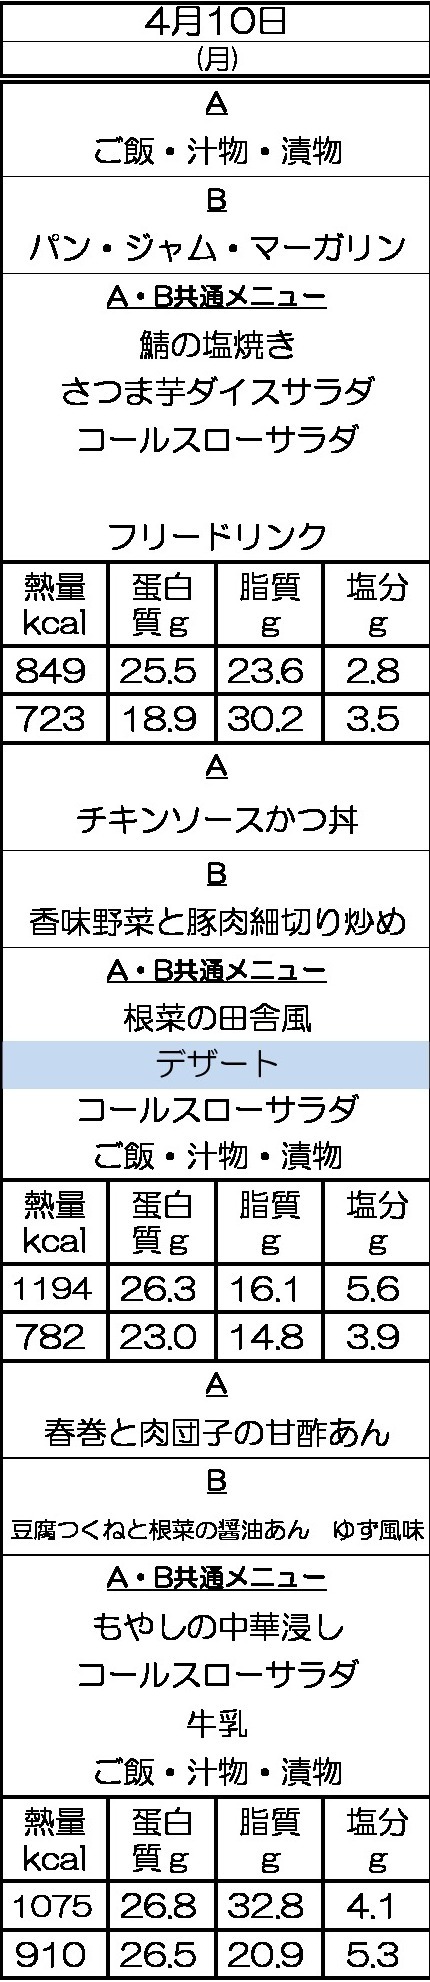 4月10日
(月)
A
ご飯・汁物・漬物
B
パン・ジャム・マーガリン
A・B共通メニュー
鯖の塩焼き
さつま芋ダイスサラダ
コールスローサラダ
フリードリンク
熱量 蛋白 脂質 塩分
kcal 質g g g
849 25.5 23.6 2.8
723 18.9 30.2 3.5
A
チキンソースかつ丼
B
香味野菜と豚肉細切り炒め
A・B共通メニュー
根菜の田舎風
デザート
コールスローサラダ
ご飯・汁物・漬物
熱量 蛋白 脂質 塩分
kcal 質g g g
1194 26.3 16.1 5.6
782 23.0 14.8 3.9
A
春巻と肉団子の甘酢あん
B
豆腐つくねと根菜の醤油あん　ゆず風味
A・B共通メニュー
もやしの中華浸し
コールスローサラダ
牛乳
ご飯・汁物・漬物
熱量 蛋白 脂質 塩分
kcal 質g g g
1075 26.8 32.8 4.1
910 26.5 20.9 5.3